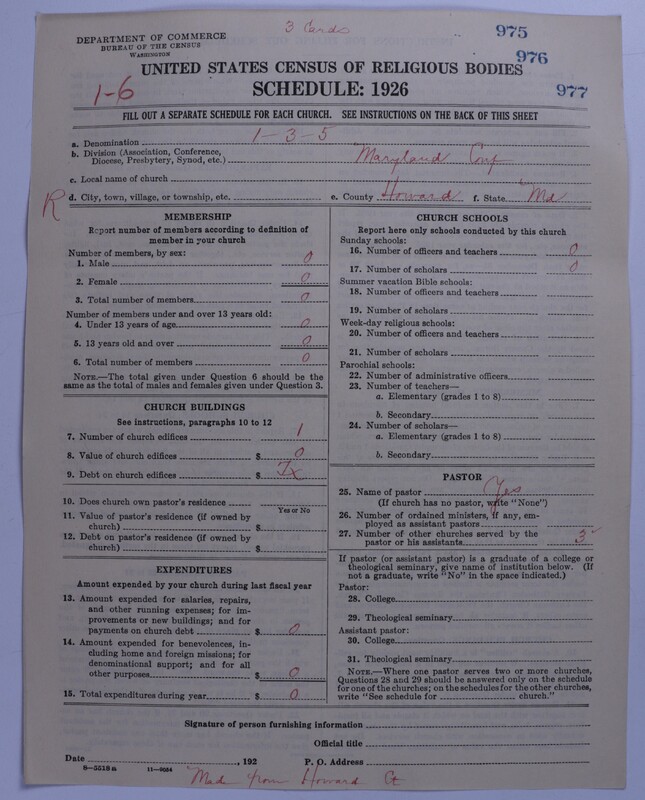 3 Cards
975
DEPARTMENT OF COMMERCE
BUREAU OF THE CENSUS
WASHINGTON
976
UNITED STATES CENSUS OF RELIGIOUS BODIES
1-6
SCHEDULE: 1926
977
FILL OUT A SEPARATE SCHEDULE FOR EACH CHURCH. SEE INSTRUCTIONS ON THE BACK OF THIS SHEET
a. Denomination 1-3-5
b. Division (Association, Conference,
Diocese, Presbytery, Synod, etc.) Maryland Conf
c. Local name of church
R d. City, town, village, or township, etc. e. County Howard f. State Md
MEMBERSHIP
Report number of members according to definition of
member in your church
Number of members, by sex:
1. Male 0
2. Female 0
3. Total number of members 0
Number of members under and over 13 years old:
4. Under 13 years of age 0
5. 13 years old and over 0
6. Total number of members 0
NOTE.—The total given under Question 6 should be the
same as the total of males and females given under Question 3.
CHURCH BUILDINGS
See instructions, paragraphs 10 to 12
7. Number of church edifices 1
8. Value of church edifices $ 0
9. Debt on church edifices $
10. Does church own pastor's residence
Yes or No
11. Value of pastor's residence (if owned by
church) $
12. Debt on pastor's residence (if owned by
church) $
EXPENDITURES
Amount expended by your church during last fiscal year
13. Amount expended for salaries, repairs,
and other running expenses; for im-
provements or new buildings; and for
payments on church debt $ 0
14. Amount expended for benevolences, in-
cluding home and foreign missions; for
denominational support; and for all
other purposes $ 0
15. Total expenditures during year $ 0
CHURCH SCHOOLS
Report here only schools conducted by this church
Sunday schools:
16. Number of officers and teachers 0
17. Number of scholars 0
Summer vacation Bible schools:
18. Number of officers and teachers
19. Number of scholars
Week-day religious schools:
20. Number of officers and teachers
21. Number of scholars
Parochial schools:
22. Number of administrative officers
23. Number of teachers—
a. Elementary (grades 1 to 8)
b. Secondary
24. Number of scholars—
a. Elementary (grades 1 to 8)
b. Secondary
PASTOR
25. Name of pastor Yes
(If church has no pastor, write "None")
26. Number of ordained ministers, if any, em-
ployed as assistant pastors
27. Number of other churches served by the
pastor or his assistants 3
If pastor (or assistant pastor) is a graduate of a college or
theological seminary, give name of institution below. (If
not a graduate, write "No" in the space indicated.)
Pastor:
28. College
29. Theological seminary
Assistant pastor:
30. College
31. Theological seminary
NOTE.—Where one pastor serves two or more churches,
Questions 28 and 29 should be answered only on the schedule
for one of the churches; on the schedules for the other churches,
write "See schedule for church."
Signature of person furnishing information
Official title
Date , 192 P. O. Address
8—5518 a 11—9654
Made from Howard Ct